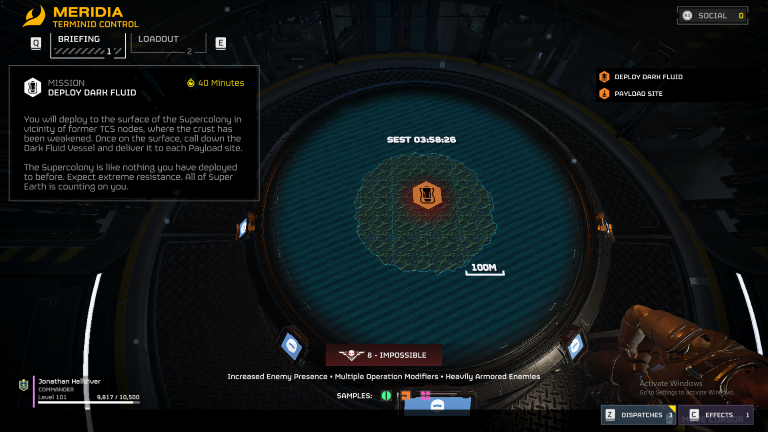 MERIDIA
TERMINID CONTROL
Q
BRIEFING
1
LOADOUT
2
E
SOCIAL 0
MISSION
DEPLOY DARK FLUID
40 Minutes
You will deploy to the surface of the Supercolony in
vicinity of former TCS nodes, where the crust has
been weakened. Once on the surface, call down the
Dark Fluid Vessel and deliver it to each Payload site.
The Supercolony is like nothing you have deployed
to before. Expect extreme resistance. All of Super
Earth is counting on you.
DEPLOY DARK FLUID
PAYLOAD SITE
SEST 03:58:26
100M
8 - IMPOSSIBLE
Increased Enemy Presence • Multiple Operation Modifiers • Heavily Armored Enemies
SAMPLES:
Jonathan Helldiver
COMMANDER
Level 101
9,817 / 10,500
Activate Windows
Go to Settings to activate Windows.
Z DISPATCHES 3
C EFFECTS 1
CURSOR